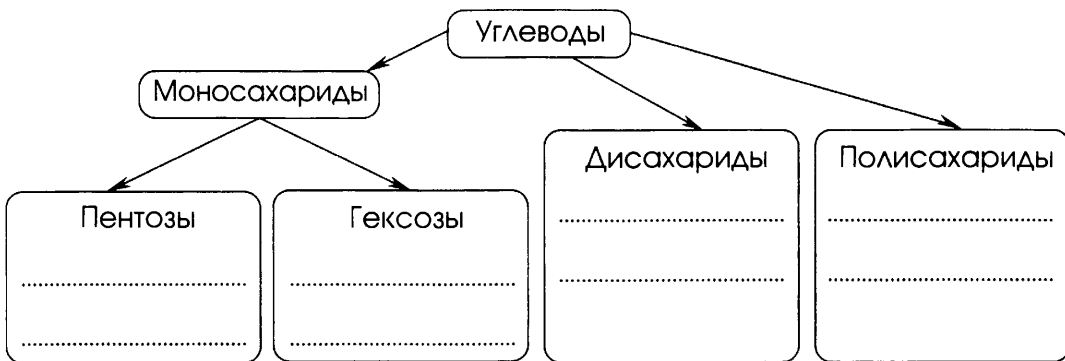 Углеводы
Моносахариды
Дисахариды
Полисахариды
Пентозы
Гексозы